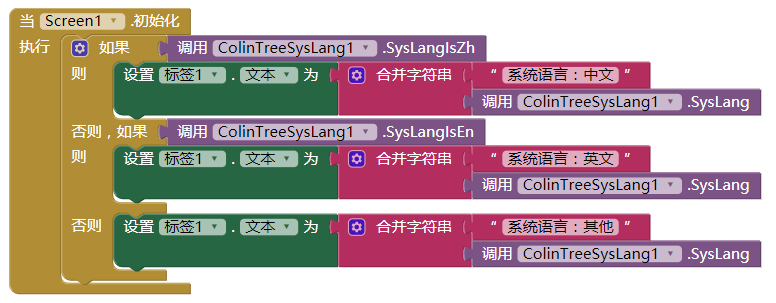 当 Screen1 .初始化
执行 如果 调用 ColinTreeSysLang1 .SysLangIsZh
则 设置 标签1 . 文本 为 合并字符串 “ 系统语言：中文 ”
调用 ColinTreeSysLang1 .SysLang
否则，如果 调用 ColinTreeSysLang1 .SysLangIsEn
则 设置 标签1 . 文本 为 合并字符串 “ 系统语言：英文 ”
调用 ColinTreeSysLang1 .SysLang
否则 设置 标签1 . 文本 为 合并字符串 “ 系统语言：其他 ”
调用 ColinTreeSysLang1 .SysLang